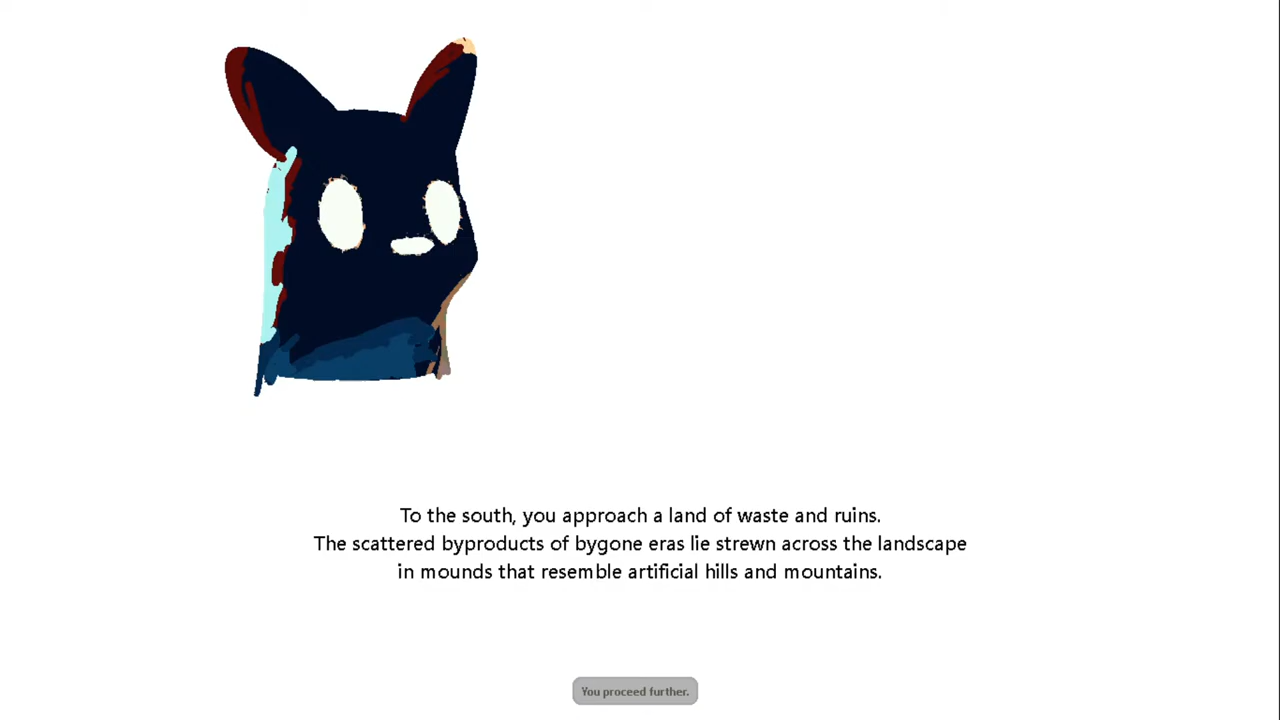 To the south, you approach a land of waste and ruins.
The scattered byproducts of bygone eras lie strewn across the landscape
in mounds that resemble artificial hills and mountains.
You proceed further.